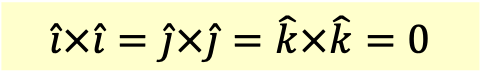 î×î = ĵ×ĵ = k̂×k̂ = 0